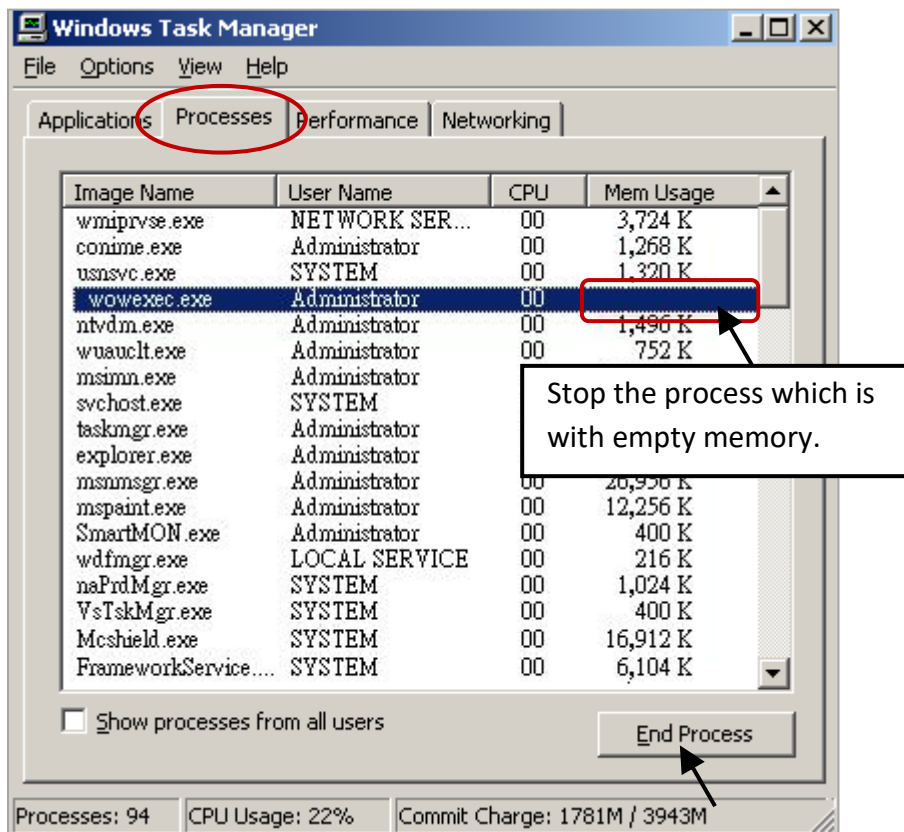 Windows Task Manager
File Options View Help
Applications Processes Performance Networking
Image Name User Name CPU Mem Usage
wmiprvse.exe NETWORK SER... 00 3,724 K
conime.exe Administrator 00 1,268 K
usnsvc.exe SYSTEM 00 1,320 K
wowexec.exe Administrator 00
ntvdm.exe Administrator 00 1,496 K
wuauclt.exe Administrator 00 752 K
msimn.exe Administrator
svchost.exe SYSTEM
taskmgr.exe Administrator
explorer.exe Administrator
Stop the process which is
with empty memory.
msnmsgr.exe Administrator 00 26,956 K
mspaint.exe Administrator 00 12,256 K
SmartMON.exe Administrator 00 400 K
wdfmgr.exe LOCAL SERVICE 00 216 K
naPrdMgr.exe SYSTEM 00 1,024 K
VsTskMgr.exe SYSTEM 00 400 K
Mcshield.exe SYSTEM 00 16,912 K
FrameworkService.... SYSTEM 00 6,104 K
Show processes from all users
End Process
Processes: 94 CPU Usage: 22% Commit Charge: 1781M / 3943M